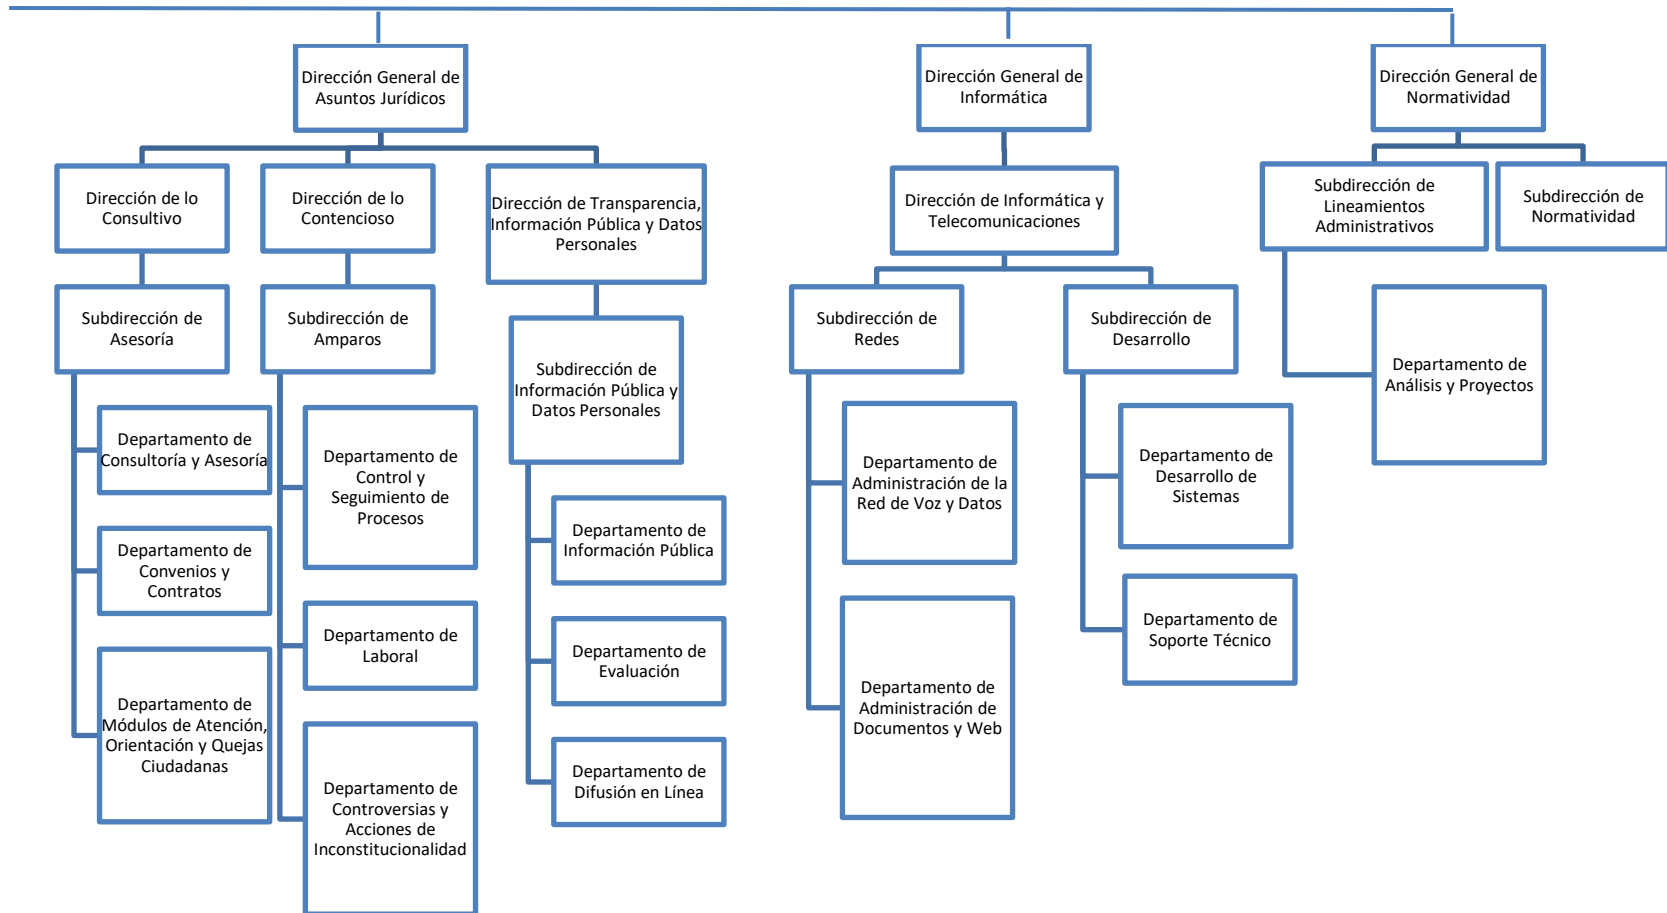 Dirección General de
Asuntos Jurídicos
Dirección General de
Informática
Dirección General de
Normatividad
Dirección de lo
Consultivo
Dirección de lo
Contencioso
Dirección de Transparencia,
Información Pública y Datos
Personales
Dirección de Informática y
Telecomunicaciones
Subdirección de
Lineamientos
Administrativos
Subdirección de
Normatividad
Subdirección de
Asesoría
Subdirección de
Amparos
Subdirección de
Información Pública y
Datos Personales
Subdirección de
Redes
Subdirección de
Desarrollo
Departamento de
Análisis y Proyectos
Departamento de
Consultoría y Asesoría
Departamento de
Convenios y
Contratos
Departamento de
Módulos de Atención,
Orientación y Quejas
Ciudadanas
Departamento de
Control y
Seguimiento de
Procesos
Departamento de
Laboral
Departamento de
Controversias y
Acciones de
Inconstitucionalidad
Departamento de
Información Pública
Departamento de
Evaluación
Departamento de
Difusión en Línea
Departamento de
Administración de la
Red de Voz y Datos
Departamento de
Administración de
Documentos y Web
Departamento de
Desarrollo de
Sistemas
Departamento de
Soporte Técnico